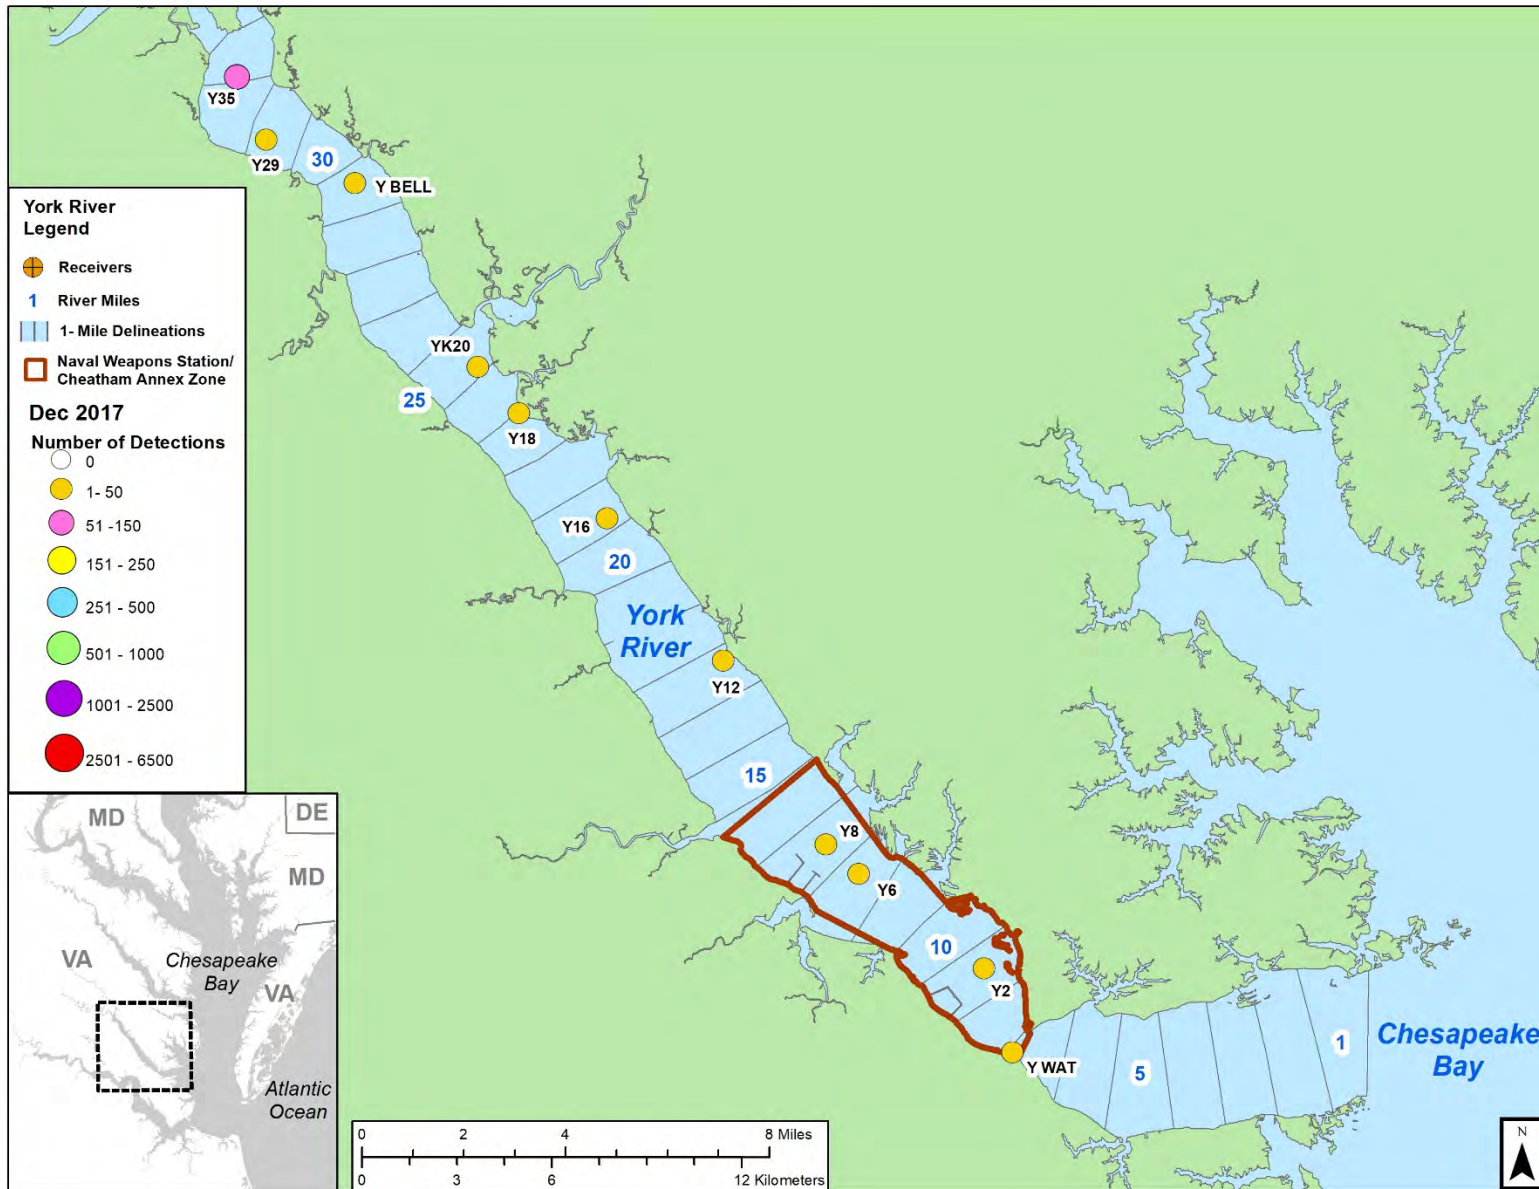 Y35
Y29
30
Y BELL
York River
Legend
Receivers
1 River Miles
1- Mile Delineations
Naval Weapons Station/
Cheatham Annex Zone
Dec 2017
Number of Detections
0
1- 50
51 -150
151 - 250
251 - 500
501 - 1000
1001 - 2500
2501 - 6500
YK20
25
Y18
Y16
20
York
River
Y12
15
Y8
Y6
10
Y2
Y WAT
5
1
Chesapeake
Bay
MD
DE
MD
VA
Chesapeake
Bay
VA
Atlantic
Ocean
0 2 4 8 Miles
0 3 6 12 Kilometers
N